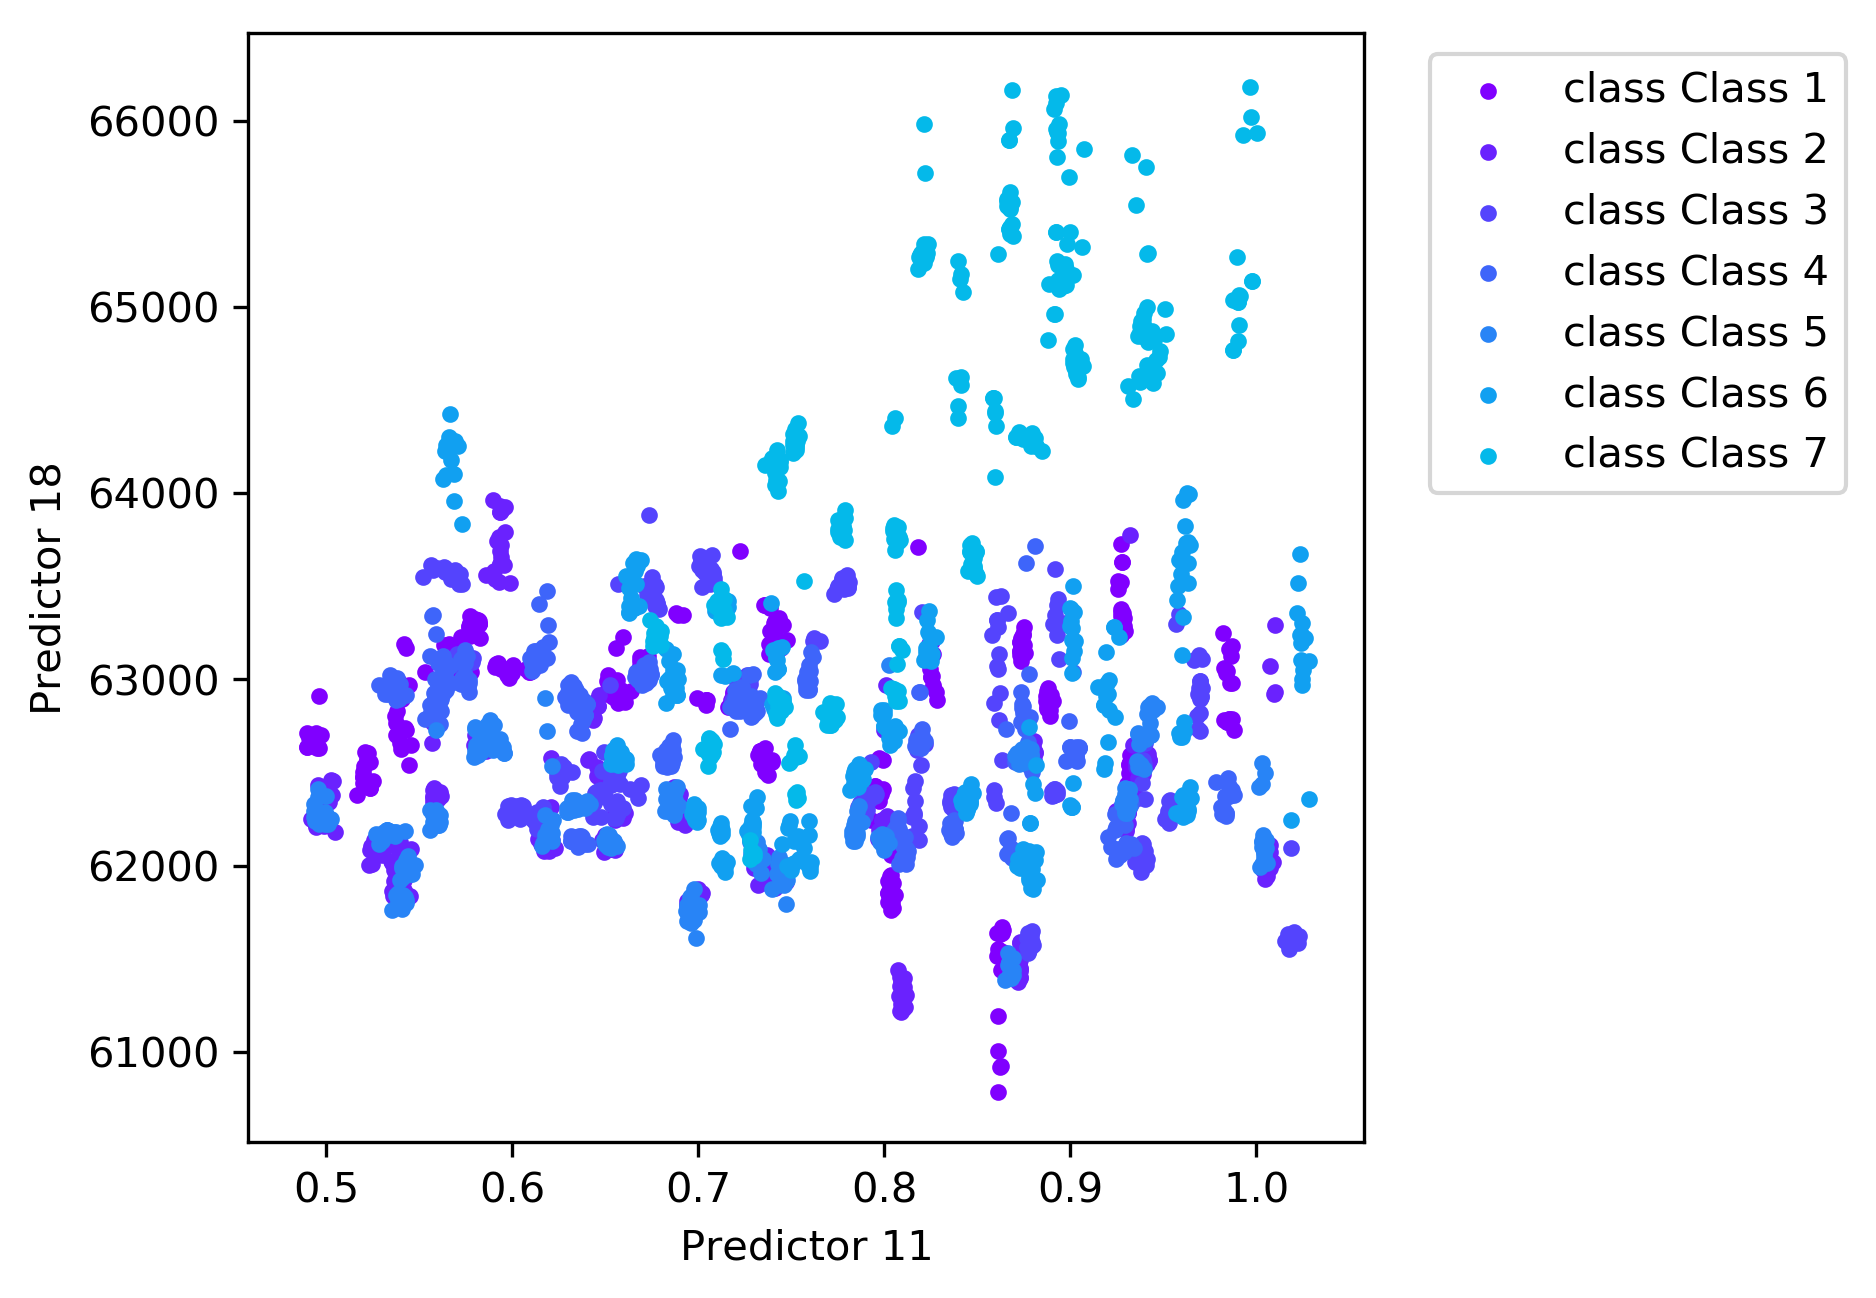 66000
65000
64000
63000
62000
61000
Predictor 18
0.5 0.6 0.7 0.8 0.9 1.0
Predictor 11
class Class 1
class Class 2
class Class 3
class Class 4
class Class 5
class Class 6
class Class 7